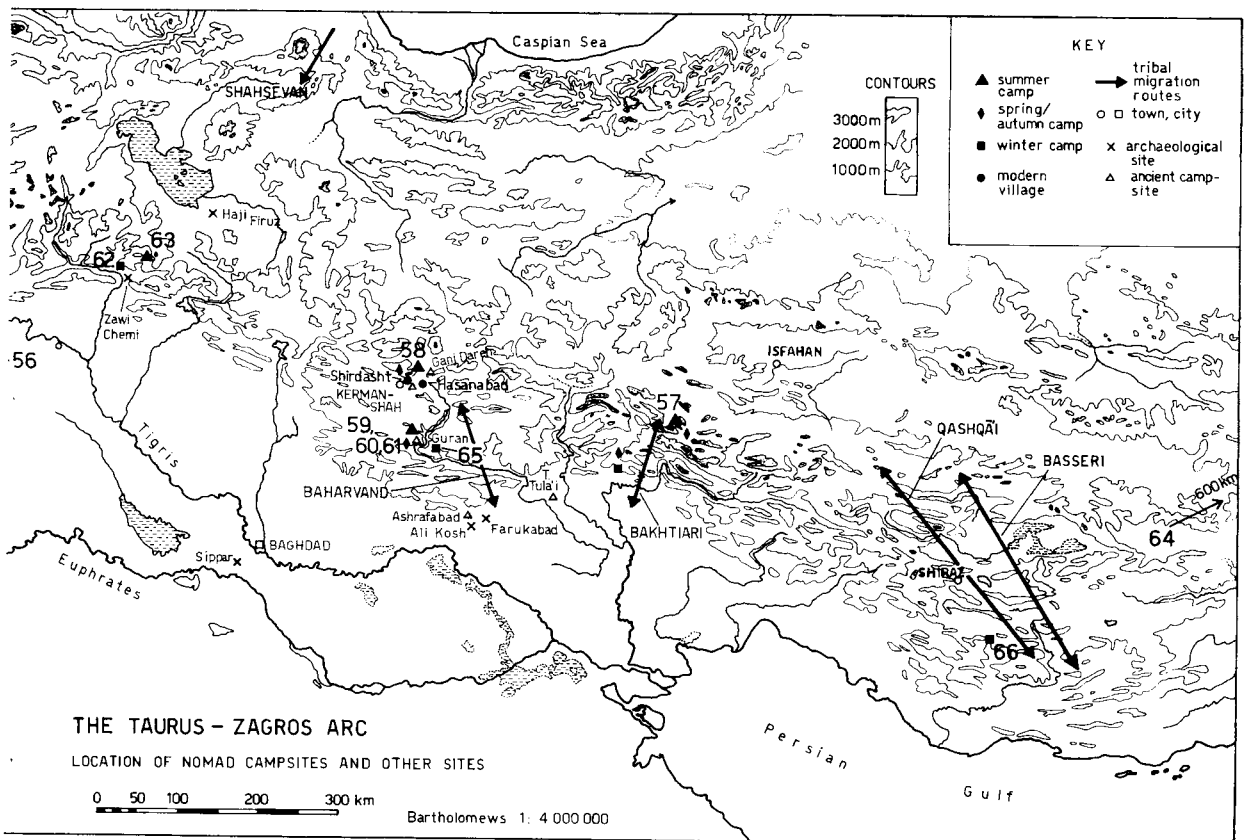 Caspian Sea
SHAHSEVAN
KEY
summer
camp
spring/
autumn camp
winter camp
modern
village
tribal
migration
routes
town, city
archaeological
site
ancient camp-
site
CONTOURS
3000m
2000m
1000m
Haji Firuz
63
62
Zawi
Chemi
56
58
Ganj Dareh
Shirdasht
Hasanabad
KERMAN-
SHAH
59,
60,61
Guran
65
BAHARVAND
Tula'i
Ashrafabad
Ali Kosh
Farukabad
57
BAKHTIARI
ISFAHAN
QASHQA'I
BASSERI
600km
64
SHIRAZ
66
Tigris
BAGHDAD
Sippar
Euphrates
Persian
Gulf
THE TAURUS – ZAGROS ARC
LOCATION OF NOMAD CAMPSITES AND OTHER SITES
0 50 100 200 300 km
Bartholomews 1: 4 000 000